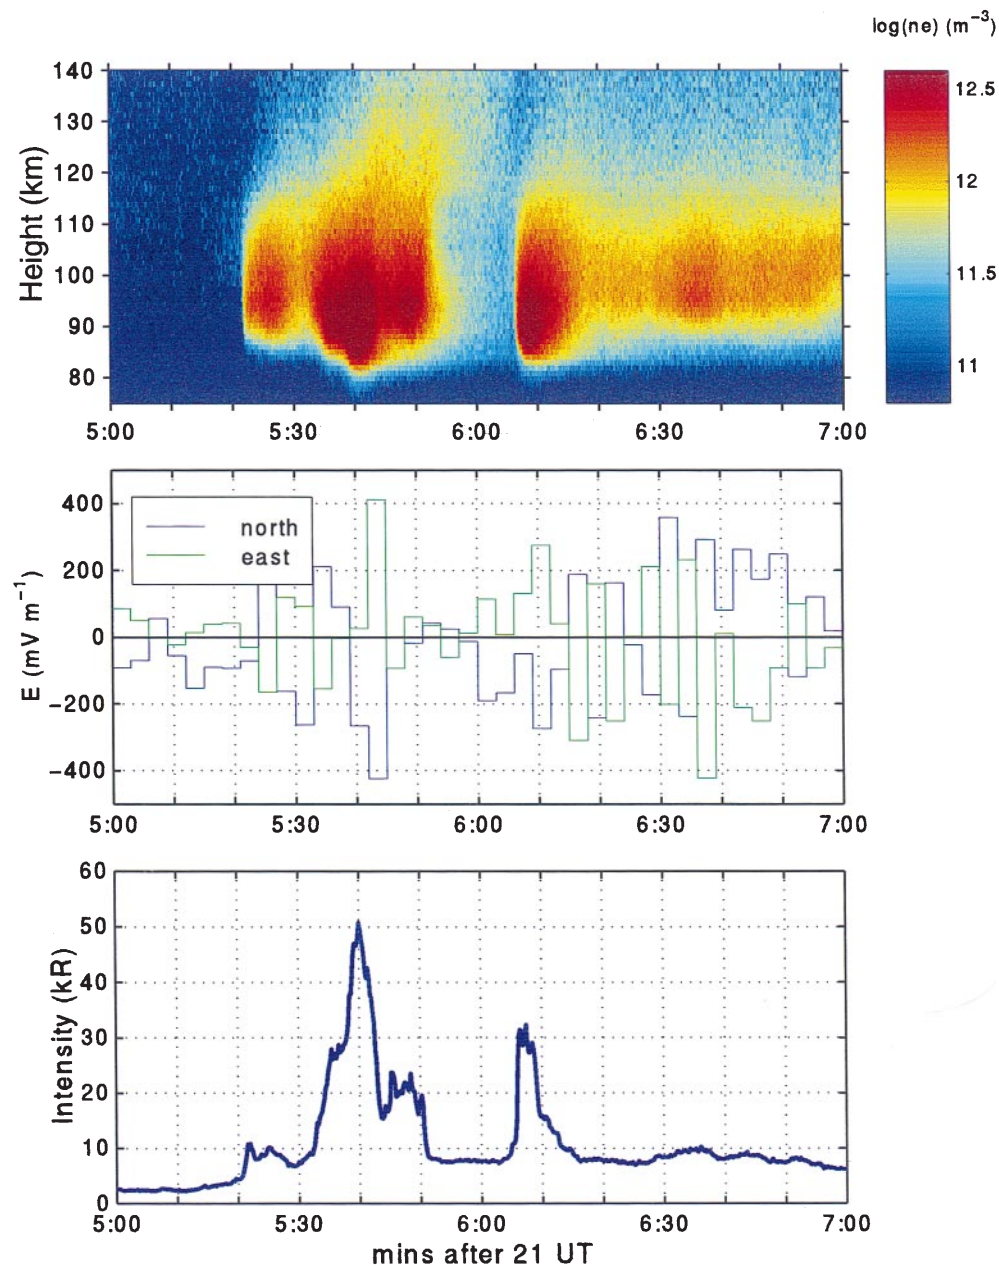 log(ne) (m⁻³)
140
130
120
110
100
90
80
Height (km)
12.5
12
11.5
11
5:00 5:30 6:00 6:30 7:00
400
200
0
−200
−400
E (mV m⁻¹)
north
east
5:00 5:30 6:00 6:30 7:00
60
50
40
30
20
10
0
Intensity (kR)
5:00 5:30 6:00 6:30 7:00
mins after 21 UT